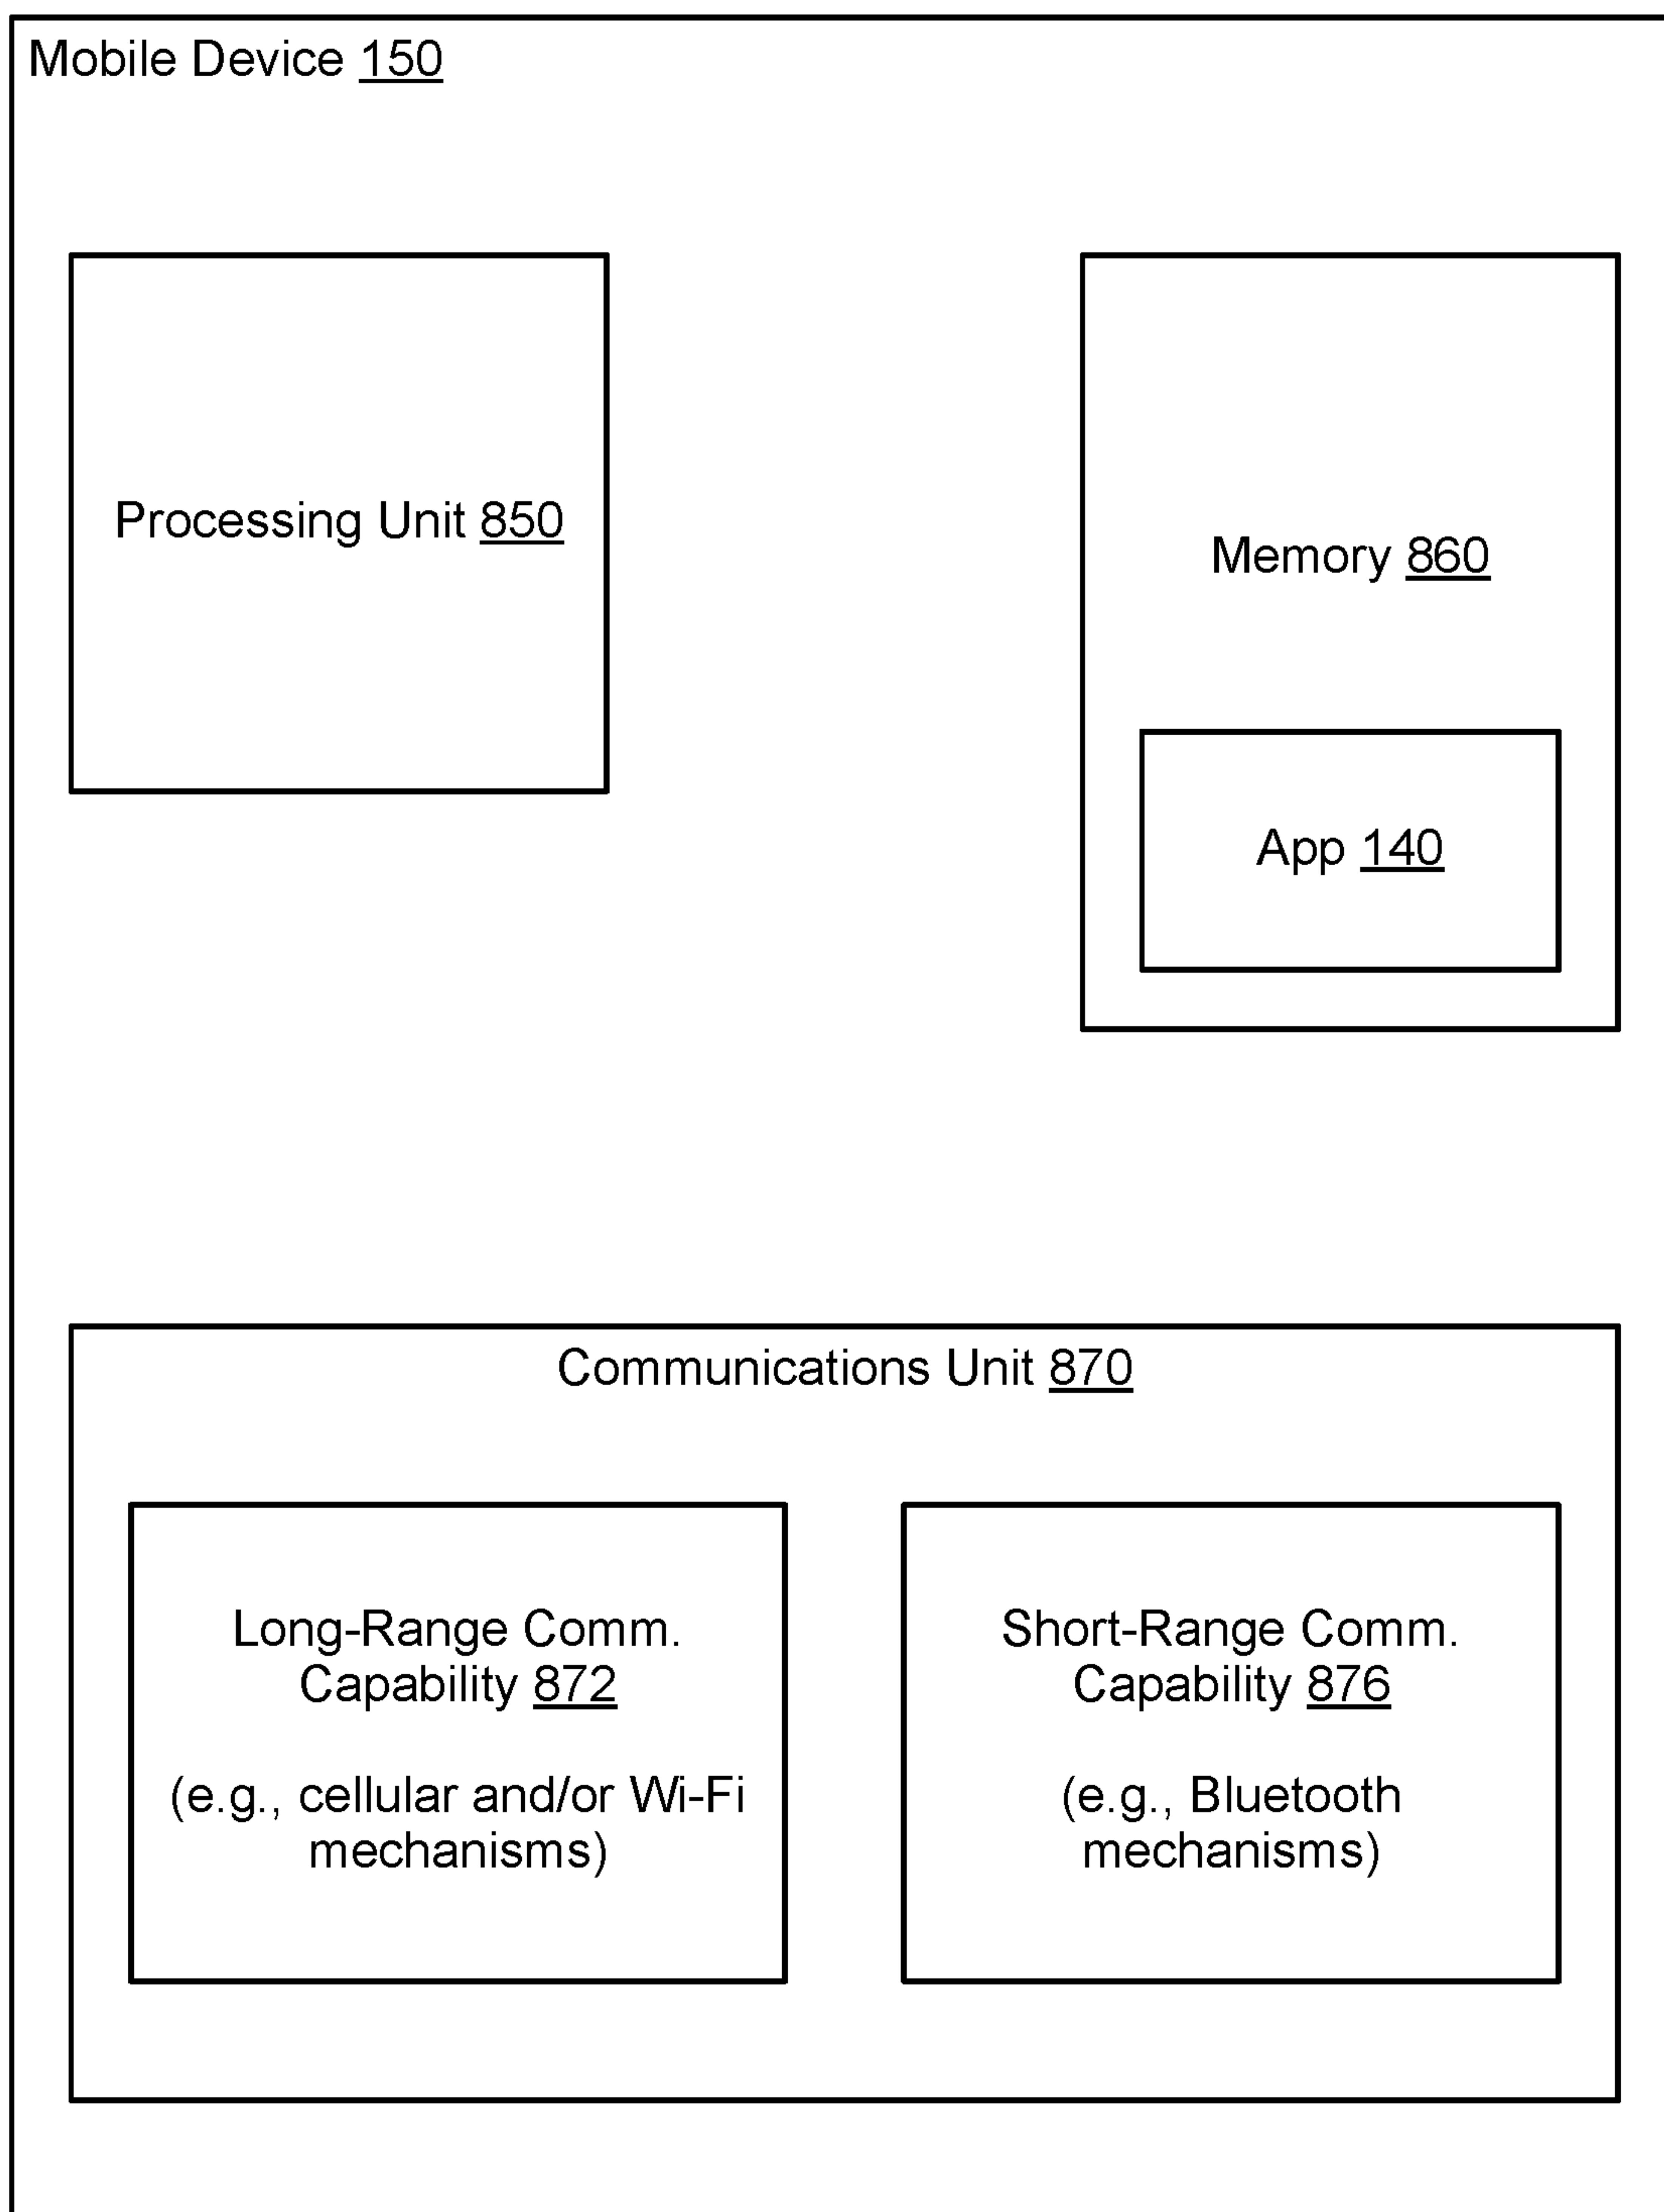 Mobile Device 150
Processing Unit 850
Memory 860
App 140
Communications Unit 870
Long-Range Comm.
Capability 872
(e.g., cellular and/or Wi-Fi
mechanisms)
Short-Range Comm.
Capability 876
(e.g., Bluetooth
mechanisms)